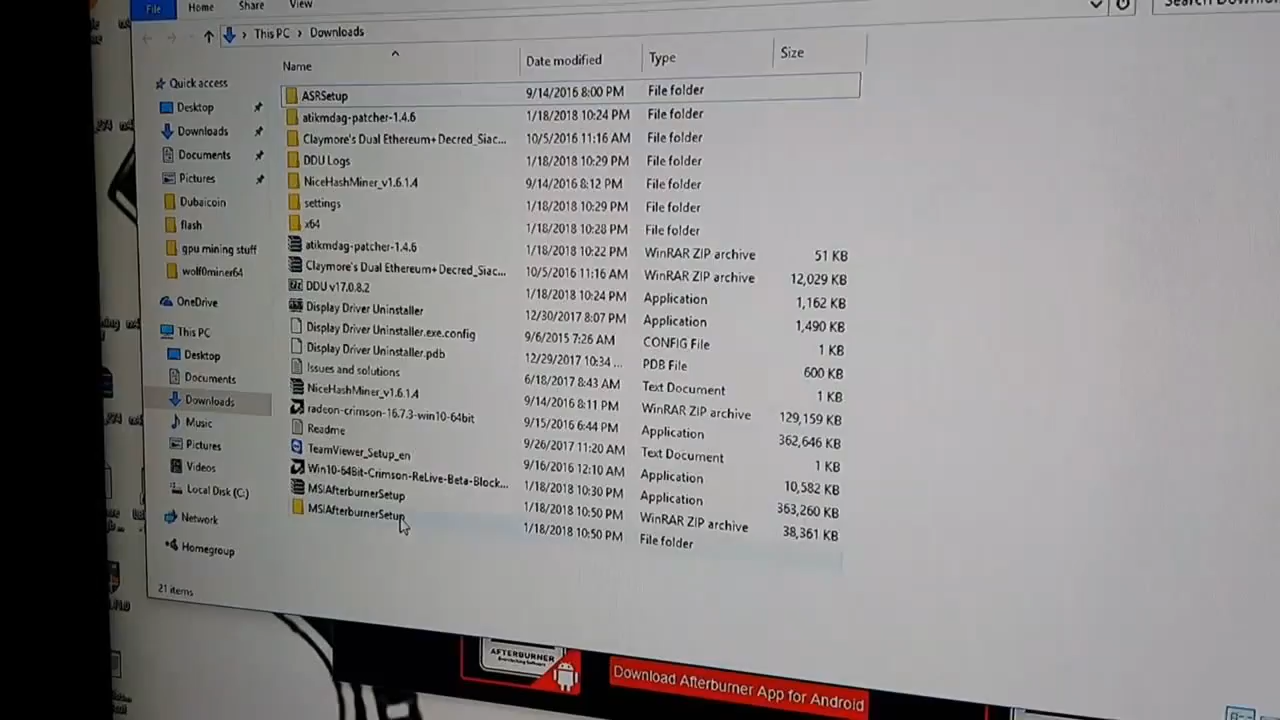 File Home Share View
This PC > Downloads
Name Date modified Type Size
ASRSetup 9/14/2016 8:00 PM File folder
atikmdag-patcher-1.4.6 1/18/2018 10:24 PM File folder
Claymore's Dual Ethereum+Decred_Siac... 10/5/2016 11:16 AM File folder
DDU Logs 1/18/2018 10:29 PM File folder
NiceHashMiner_v1.6.1.4 9/14/2016 8:12 PM File folder
settings 1/18/2018 10:29 PM File folder
x64 1/18/2018 10:28 PM File folder
atikmdag-patcher-1.4.6 1/18/2018 10:22 PM WinRAR ZIP archive 51 KB
Claymore's Dual Ethereum+Decred_Siac... 10/5/2016 11:16 AM WinRAR ZIP archive 12,029 KB
DDU v17.0.8.2 1/18/2018 10:24 PM Application 1,162 KB
Display Driver Uninstaller 12/30/2017 8:07 PM Application 1,490 KB
Display Driver Uninstaller.exe.config 9/6/2015 7:26 AM CONFIG File 1 KB
Display Driver Uninstaller.pdb 12/29/2017 10:34 ... PDB File 600 KB
Issues and solutions 6/18/2017 8:43 AM Text Document 1 KB
NiceHashMiner_v1.6.1.4 9/14/2016 8:11 PM WinRAR ZIP archive 129,159 KB
radeon-crimson-16.7.3-win10-64bit 9/15/2016 6:44 PM Application 362,646 KB
Readme 9/26/2017 11:20 AM Text Document 1 KB
TeamViewer_Setup_en 9/16/2016 12:10 AM Application 10,582 KB
Win10-64Bit-Crimson-ReLive-Beta-Block... 1/18/2018 10:30 PM Application 363,260 KB
MSIAfterburnerSetup 1/18/2018 10:50 PM WinRAR ZIP archive 38,361 KB
MSIAfterburnerSetup 1/18/2018 10:50 PM File folder
Quick access
Desktop
Downloads
Documents
Pictures
Dubaicoin
flash
gpu mining stuff
wolf0miner64
OneDrive
This PC
Desktop
Documents
Downloads
Music
Pictures
Videos
Local Disk (C:)
Network
Homegroup
21 items
AFTERBURNER
Download Afterburner App for Android